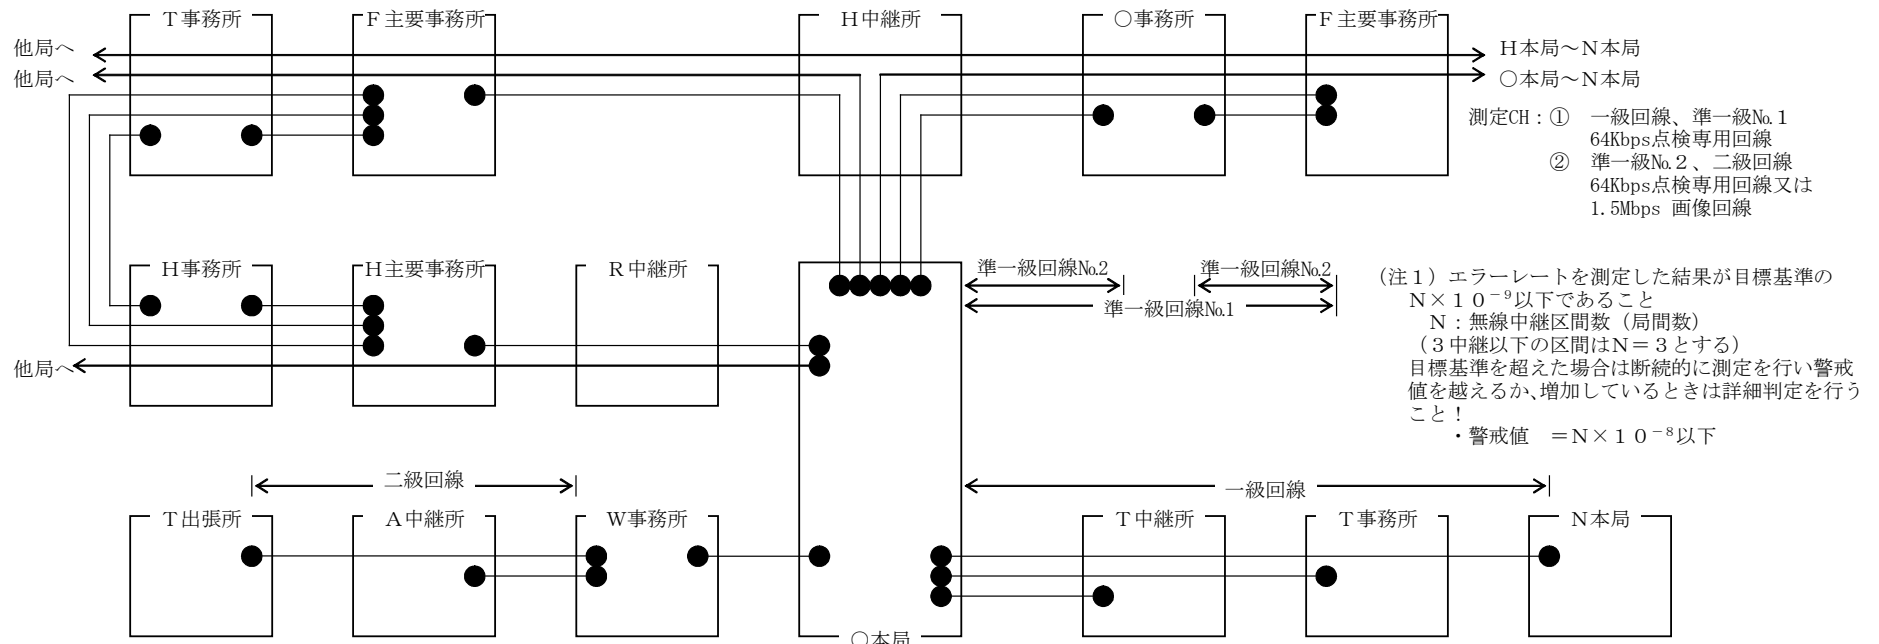 Ｔ事務所
Ｆ主要事務所
Ｈ中継所
○事務所
Ｆ主要事務所
他局へ
Ｈ本局～Ｎ本局
他局へ
○本局～Ｎ本局
測定CH：① 一級回線、準一級№1
64Kbps点検専用回線
② 準一級№２、二級回線
64Kbps点検専用回線又は
1.5Mbps 画像回線
Ｈ事務所
Ｈ主要事務所
Ｒ中継所
準一級回線№2
準一級回線№2
準一級回線№1
（注１）エラーレートを測定した結果が目標基準の
Ｎ×１０⁻⁹以下であること
Ｎ：無線中継区間数（局間数）
（３中継以下の区間はＮ＝３とする）
目標基準を超えた場合は断続的に測定を行い警戒
値を越えるか、増加しているときは詳細判定を行う
こと！
・警戒値 ＝Ｎ×１０⁻⁸以下
他局へ
二級回線
一級回線
Ｔ出張所
Ａ中継所
Ｗ事務所
Ｔ中継所
Ｔ事務所
Ｎ本局
○本局